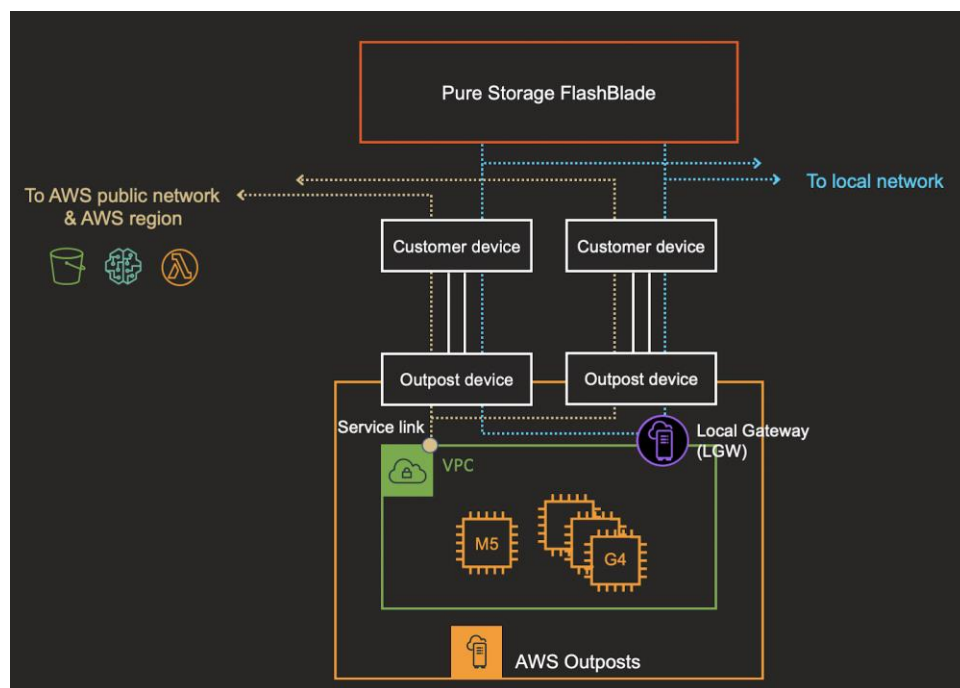 Pure Storage FlashBlade
To AWS public network
& AWS region
To local network
Customer device
Customer device
Outpost device
Outpost device
Service link
Local Gateway
(LGW)
VPC
M5
G4
AWS Outposts